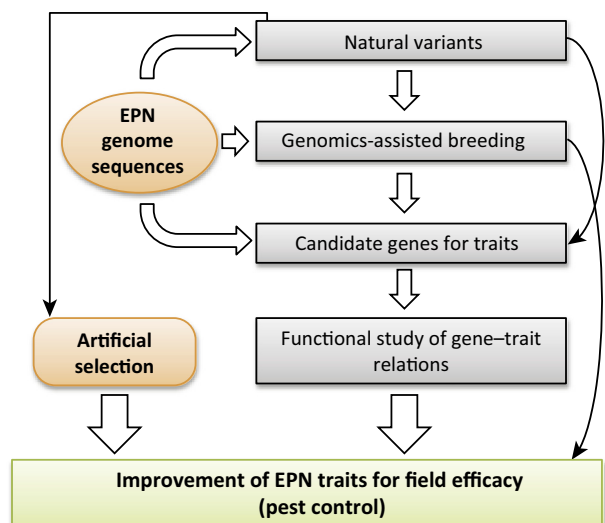 Natural variants
EPN
genome
sequences
Genomics-assisted breeding
Candidate genes for traits
Artificial
selection
Functional study of gene–trait
relations
Improvement of EPN traits for field efficacy
(pest control)